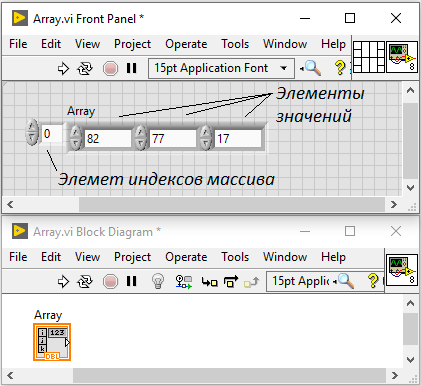 Array.vi Front Panel *
File Edit View Project Operate Tools Window Help
15pt Application Font
?
Array
Элементы
значений
0 82 77 17
Элемет индексов массива
Array.vi Block Diagram *
File Edit View Project Operate Tools Window Help
15pt Applic
?
Array
i 123
j
k
DBL